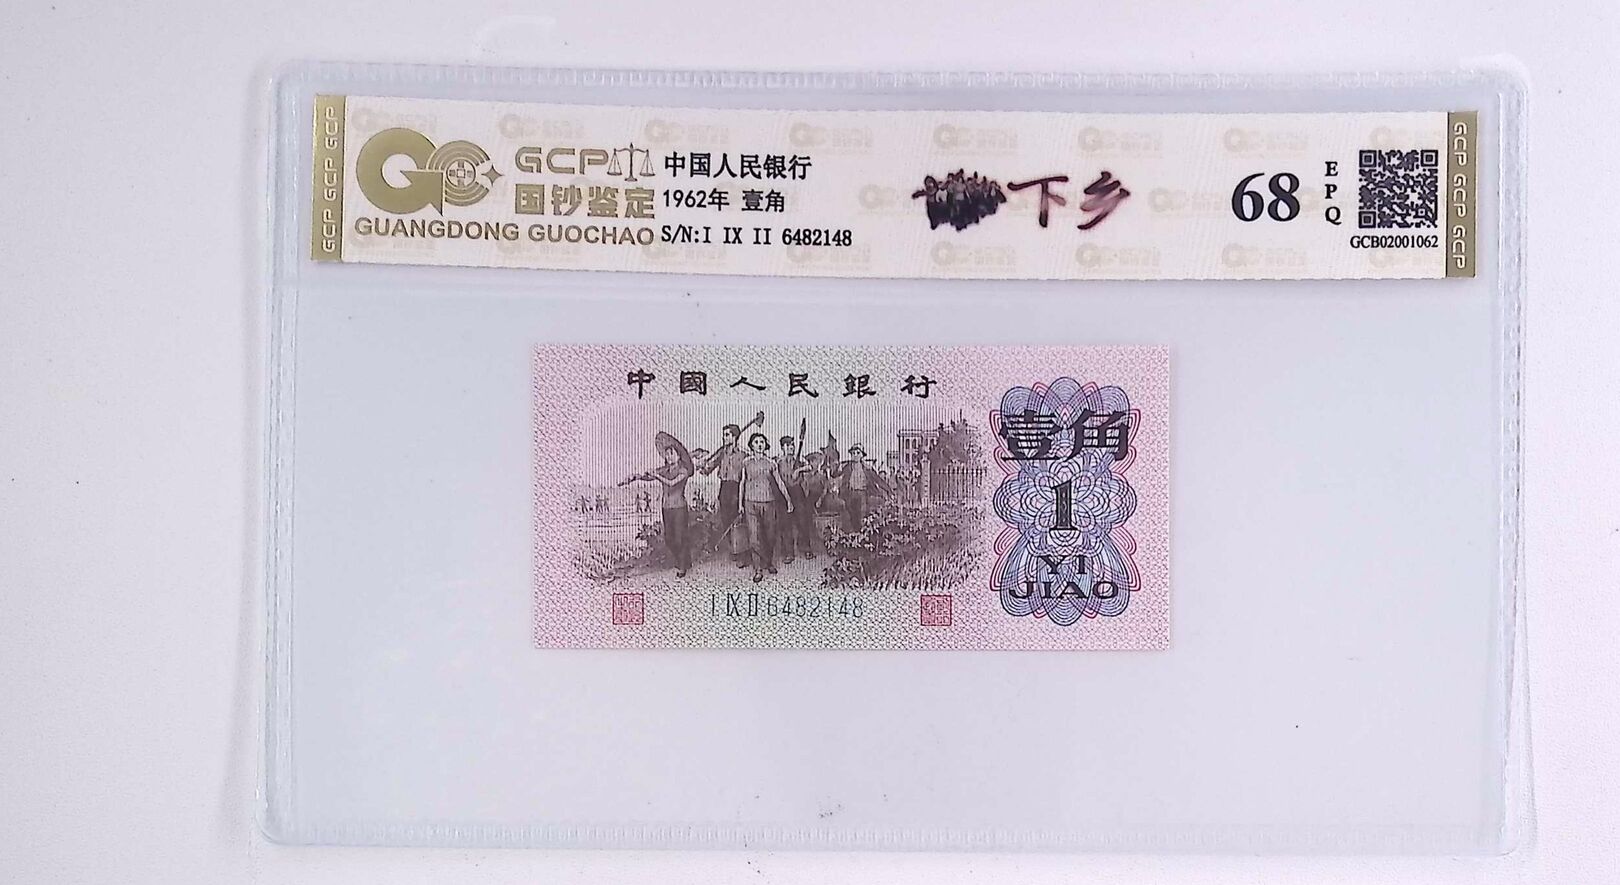 GCP 中国人民银行
国钞鉴定 1962年 壹角
GUANGDONG GUOCHAO S/N:I IX II 6482148
下乡
68
EPQ
GCB02001062
GCP GCP GCP
GCP GCP GCP
中國人民銀行
壹角
1
YI
JIAO
I IX II 6482148